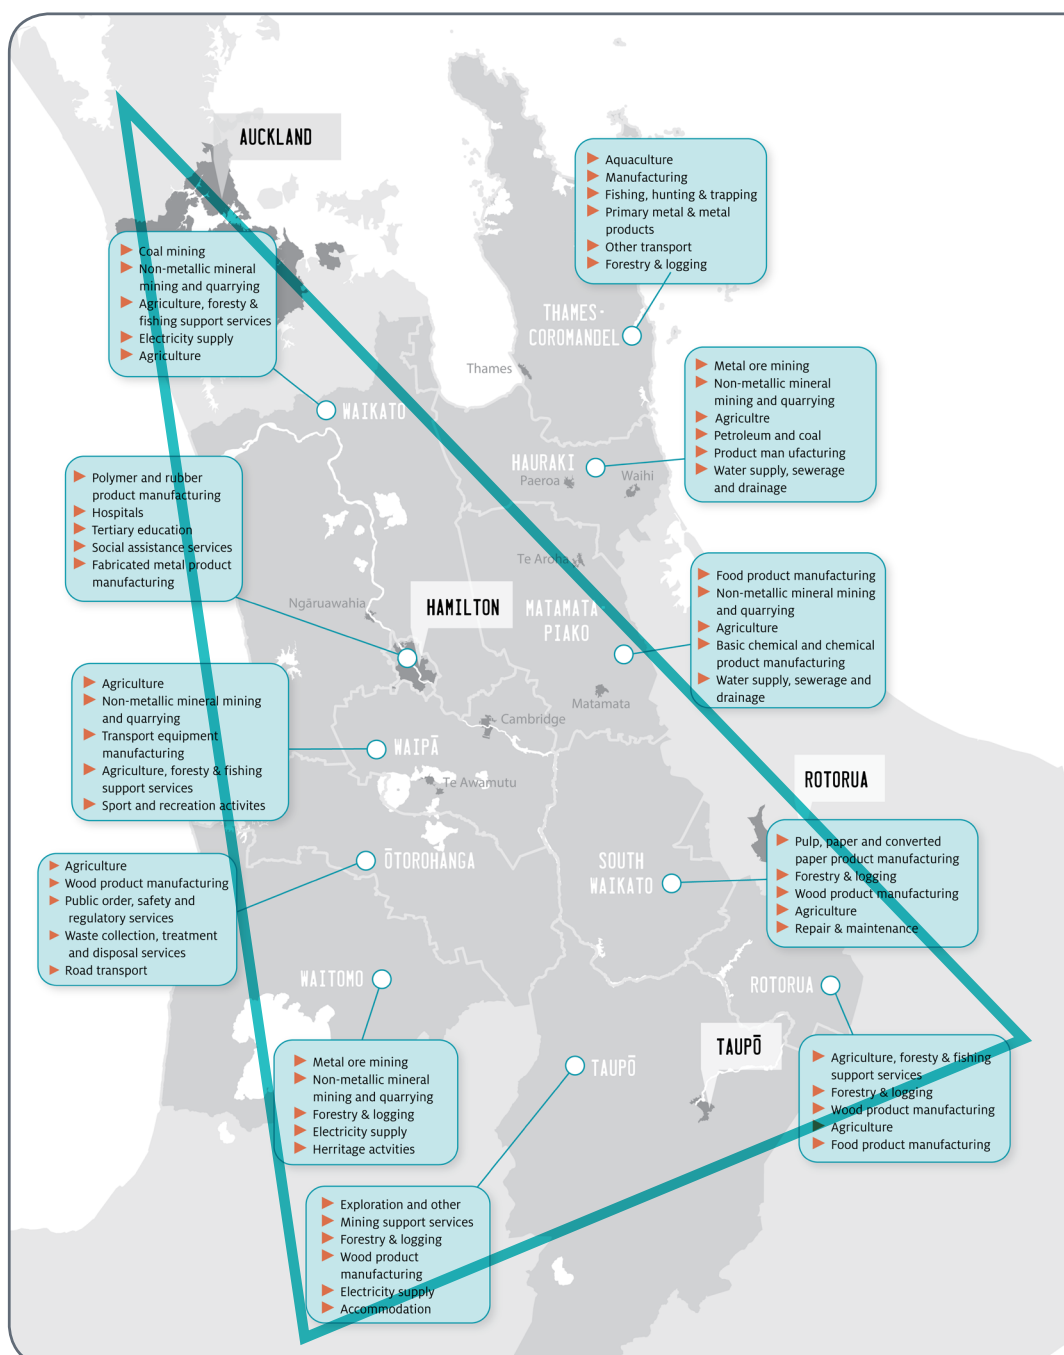 AUCKLAND
Aquaculture
Manufacturing
Fishing, hunting & trapping
Primary metal & metal
products
Other transport
Forestry & logging
Coal mining
Non-metallic mineral
mining and quarrying
Agriculture, foresty &
fishing support services
Electricity supply
Agriculture
THAMES-
COROMANDEL
Thames
Metal ore mining
Non-metallic mineral
mining and quarrying
Agricultre
Petroleum and coal
Product man ufacturing
Water supply, sewerage
and drainage
WAIKATO
HAURAKI
Paeroa
Waihi
Polymer and rubber
product manufacturing
Hospitals
Tertiary education
Social assistance services
Fabricated metal product
manufacturing
Te Aroha
Food product manufacturing
Non-metallic mineral mining
and quarrying
Agriculture
Basic chemical and chemical
product manufacturing
Water supply, sewerage and
drainage
Ngāruawahia
HAMILTON
MATAMATA-
PIAKO
Matamata
Agriculture
Non-metallic mineral mining
and quarrying
Transport equipment
manufacturing
Agriculture, foresty & fishing
support services
Sport and recreation activites
Cambridge
WAIPĀ
Te Awamutu
ROTORUA
Pulp, paper and converted
paper product manufacturing
Forestry & logging
Wood product manufacturing
Agriculture
Repair & maintenance
Agriculture
Wood product manufacturing
Public order, safety and
regulatory services
Waste collection, treatment
and disposal services
Road transport
ŌTOROHANGA
SOUTH
WAIKATO
WAITOMO
ROTORUA
Metal ore mining
Non-metallic mineral
mining and quarrying
Forestry & logging
Electricity supply
Herritage actvities
TAUPŌ
TAUPŌ
Agriculture, foresty & fishing
support services
Forestry & logging
Wood product manufacturing
Agriculture
Food product manufacturing
Exploration and other
Mining support services
Forestry & logging
Wood product
manufacturing
Electricity supply
Accommodation